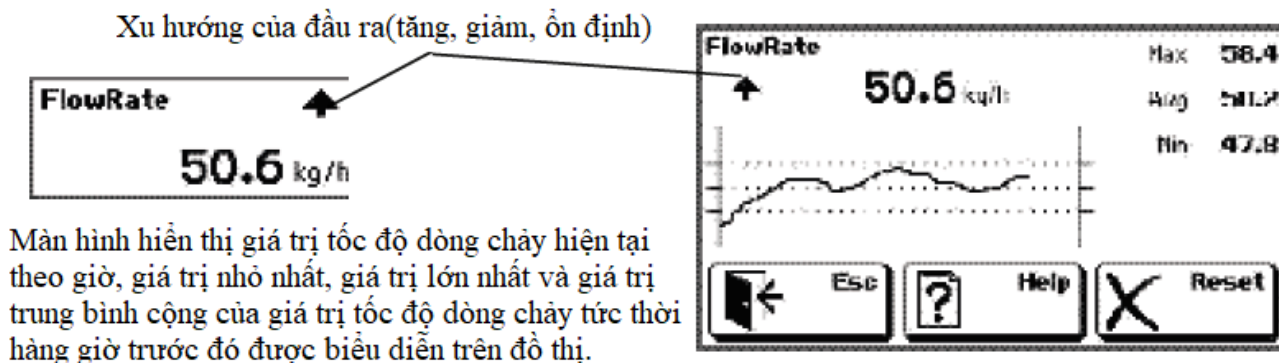 Xu hướng của đầu ra(tăng, giảm, ổn định)
FlowRate
50.6 kg/h
Màn hình hiển thị giá trị tốc độ dòng chảy hiện tại
theo giờ, giá trị nhỏ nhất, giá trị lớn nhất và giá trị
trung bình cộng của giá trị tốc độ dòng chảy tức thời
hàng giờ trước đó được biểu diễn trên đồ thị.
FlowRate
50.6 kg/h
Max 58.4
Avg
Min 47.8
Esc
Help
Reset